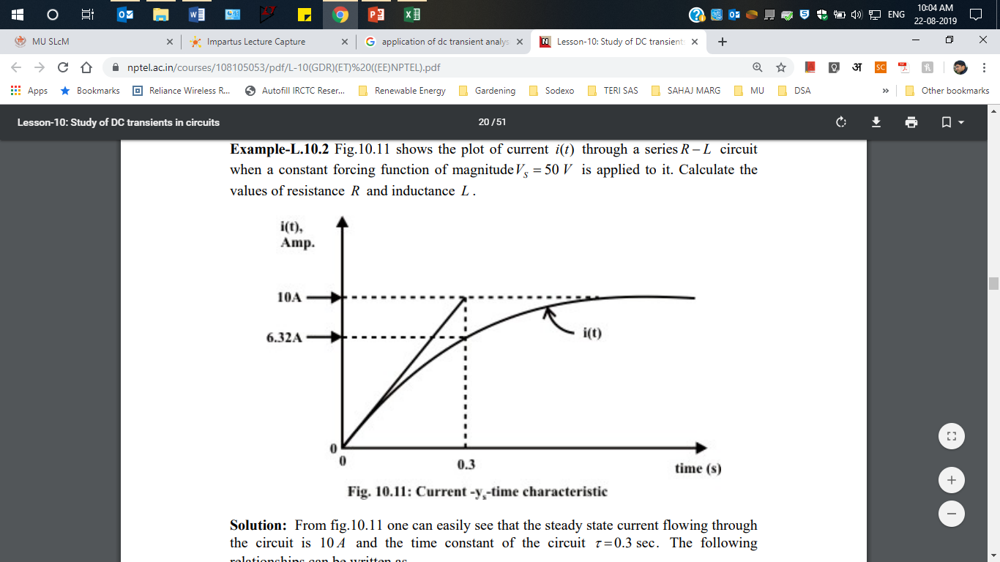 ENG
10:04 AM
22-08-2019
MU SLcM
Impartus Lecture Capture
application of dc transient analys
Lesson-10: Study of DC transients
nptel.ac.in/courses/108105053/pdf/L-10(GDR)(ET)%20((EE)NPTEL).pdf
Apps
Bookmarks
Reliance Wireless R...
Autofill IRCTC Reser...
Renewable Energy
Gardening
Sodexo
TERI SAS
SAHAJ MARG
MU
DSA
»
Other bookmarks
Lesson-10: Study of DC transients in circuits
20 / 51
Example-L.10.2 Fig.10.11 shows the plot of current i(t) through a series R – L circuit
when a constant forcing function of magnitude Vs = 50 V is applied to it. Calculate the
values of resistance R and inductance L .
i(t),
Amp.
10A
6.32A
i(t)
0
0
0.3
time (s)
Fig. 10.11: Current -ys-time characteristic
Solution: From fig.10.11 one can easily see that the steady state current flowing through
the circuit is 10 A and the time constant of the circuit τ = 0.3 sec. The following
relationships can be written as